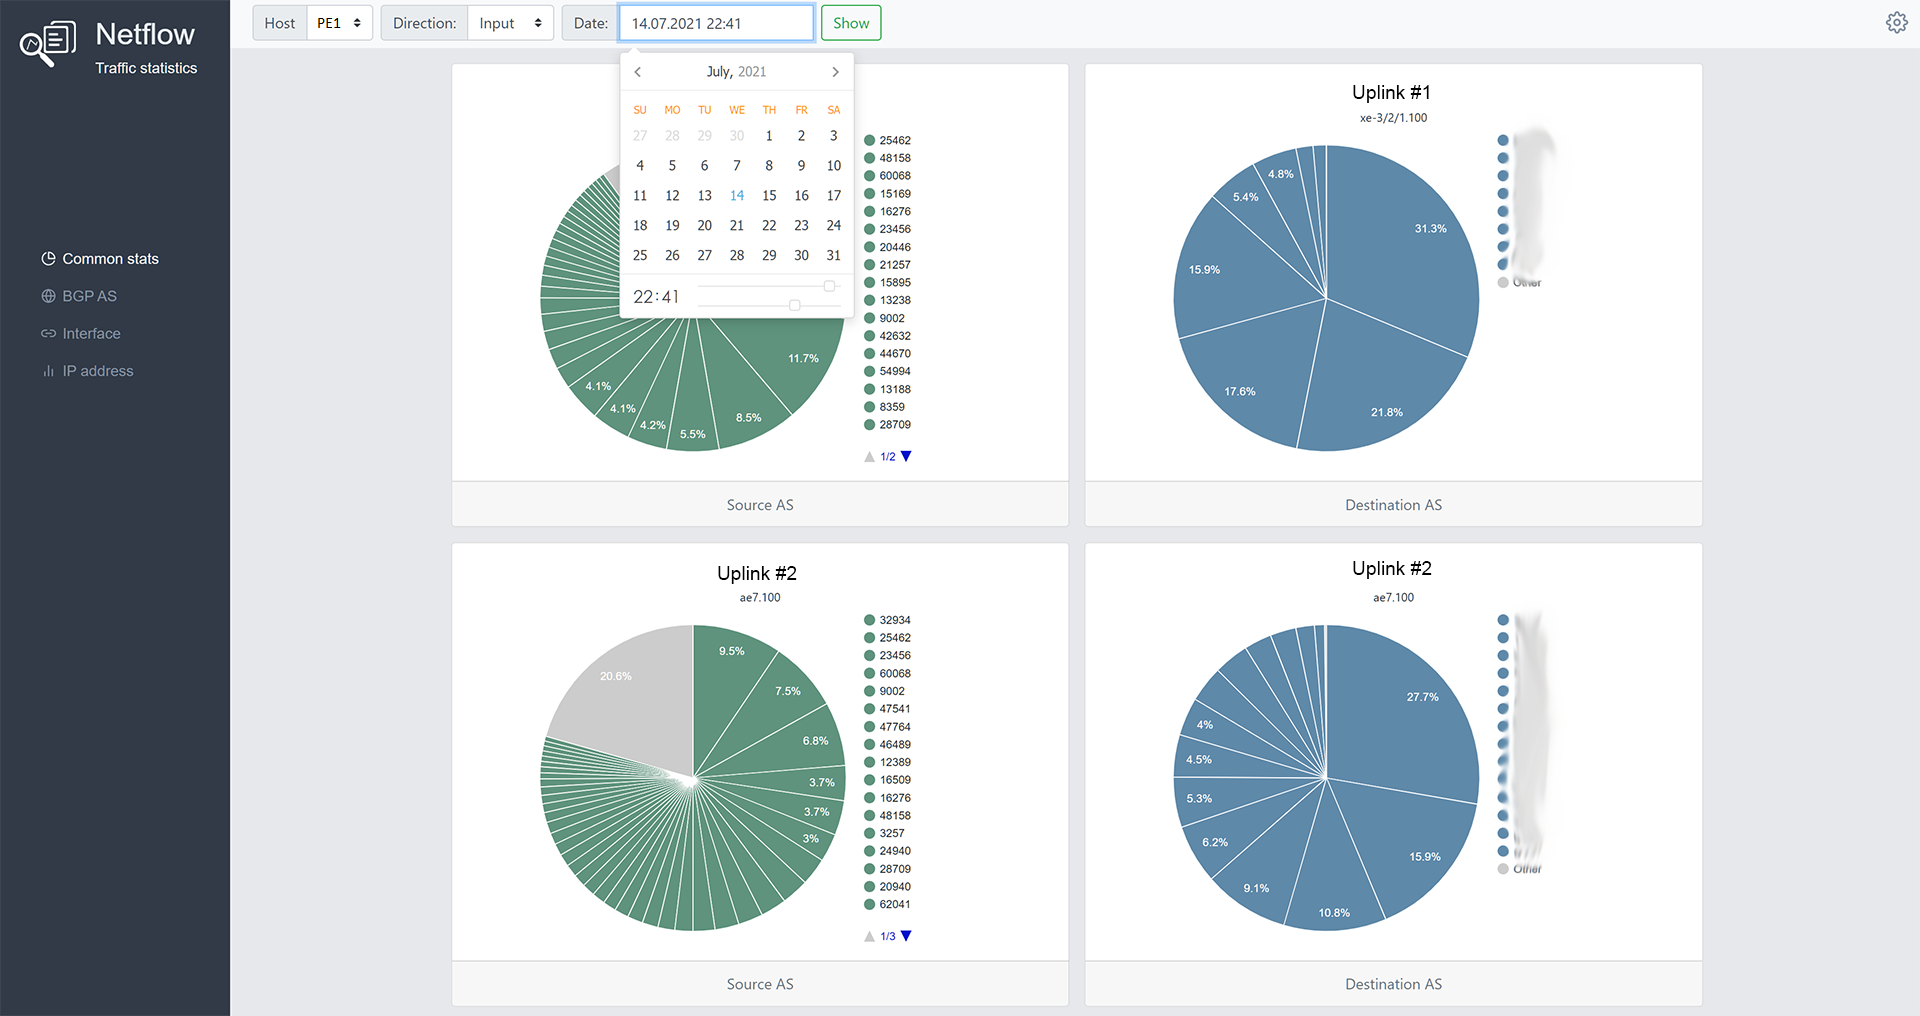 Netflow
Traffic statistics
Common stats
BGP AS
Interface
IP address
Host
PE1
Direction:
Input
Date:
14.07.2021 22:41
Show
July, 2021
SU MO TU WE TH FR SA
27 28 29 30 1 2 3
4 5 6 7 8 9 10
11 12 13 14 15 16 17
18 19 20 21 22 23 24
25 26 27 28 29 30 31
22:41
11.7%
8.5%
5.5%
4.2%
4.1%
4.1%
25462
48158
60068
15169
16276
23456
20446
21257
15895
13238
9002
42632
44670
54994
13188
8359
28709
1/2
Source AS
Uplink #1
xe-3/2/1.100
31.3%
21.8%
17.6%
15.9%
5.4%
4.8%
Other
Destination AS
Uplink #2
ae7.100
9.5%
7.5%
6.8%
3.7%
3.7%
3%
20.6%
32934
25462
23456
60068
9002
47541
47764
46489
12389
16509
16276
48158
3257
24940
28709
20940
62041
1/3
Source AS
Uplink #2
ae7.100
27.7%
15.9%
10.8%
9.1%
6.2%
5.3%
4.5%
4%
Other
Destination AS